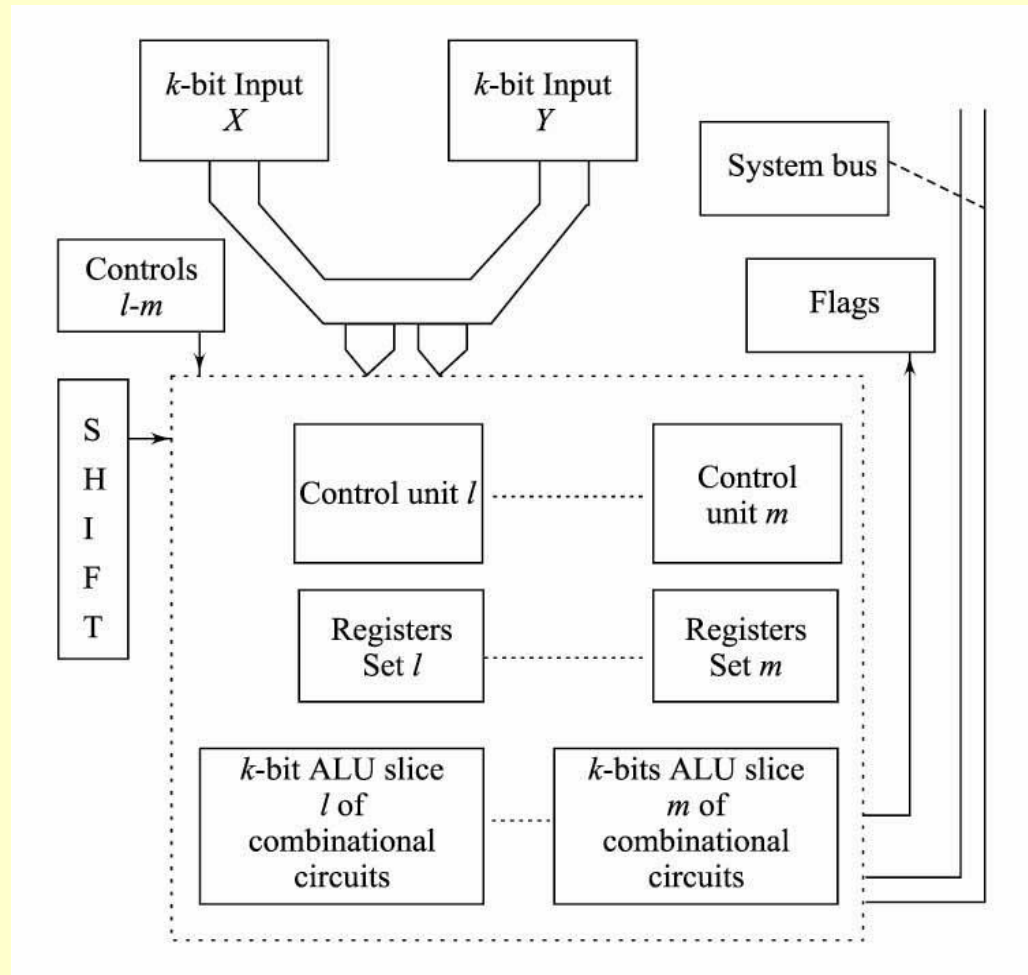 k-bit Input
X
k-bit Input
Y
System bus
Controls
l-m
Flags
S
H
I
F
T
Control unit l
Control
unit m
Registers
Set l
Registers
Set m
k-bit ALU slice
l of
combinational
circuits
k-bits ALU slice
m of
combinational
circuits